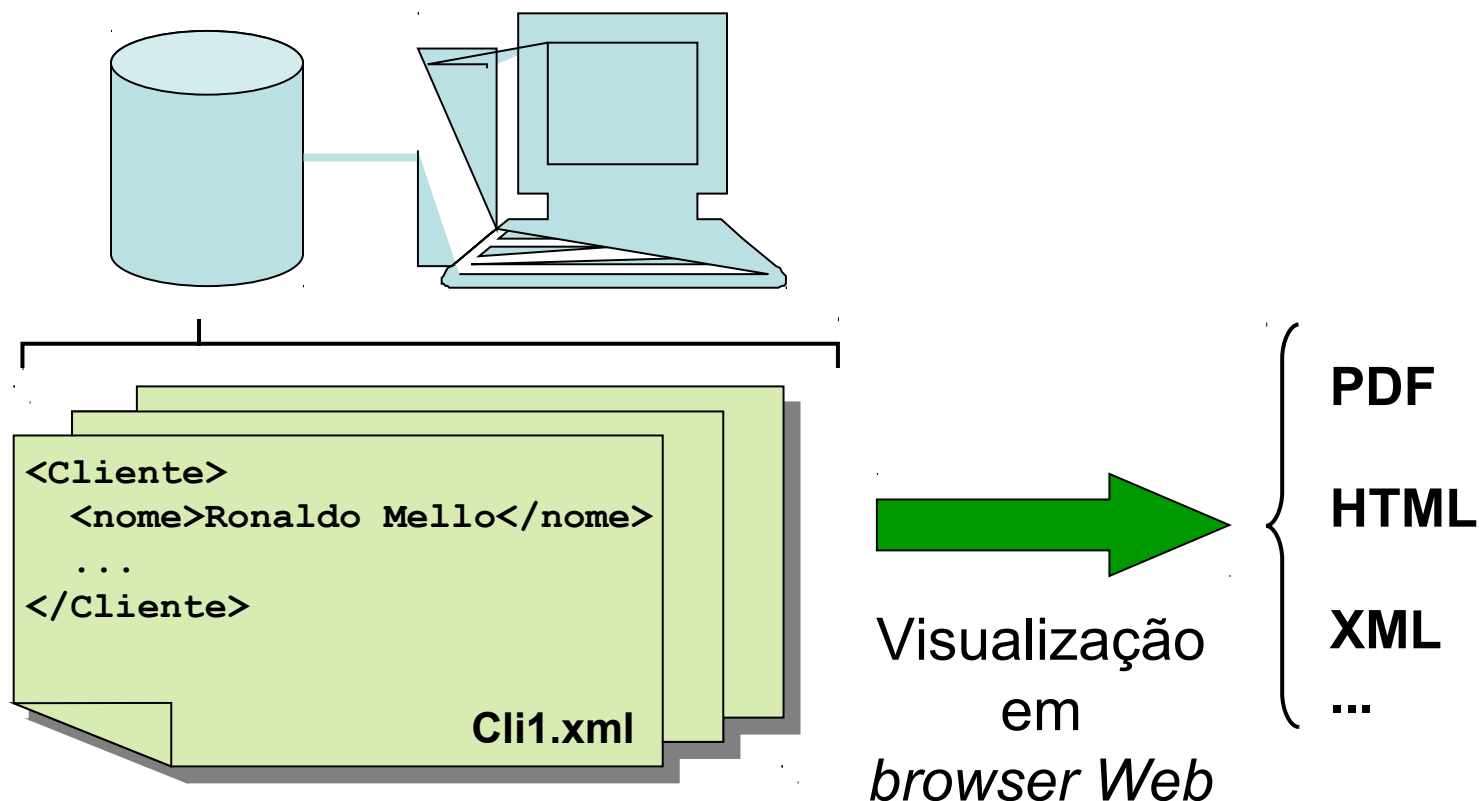 <Cliente>
<nome>Ronaldo Mello</nome>
...
</Cliente>
Cli1.xml
Visualização
em
browser Web
PDF
HTML
XML
...